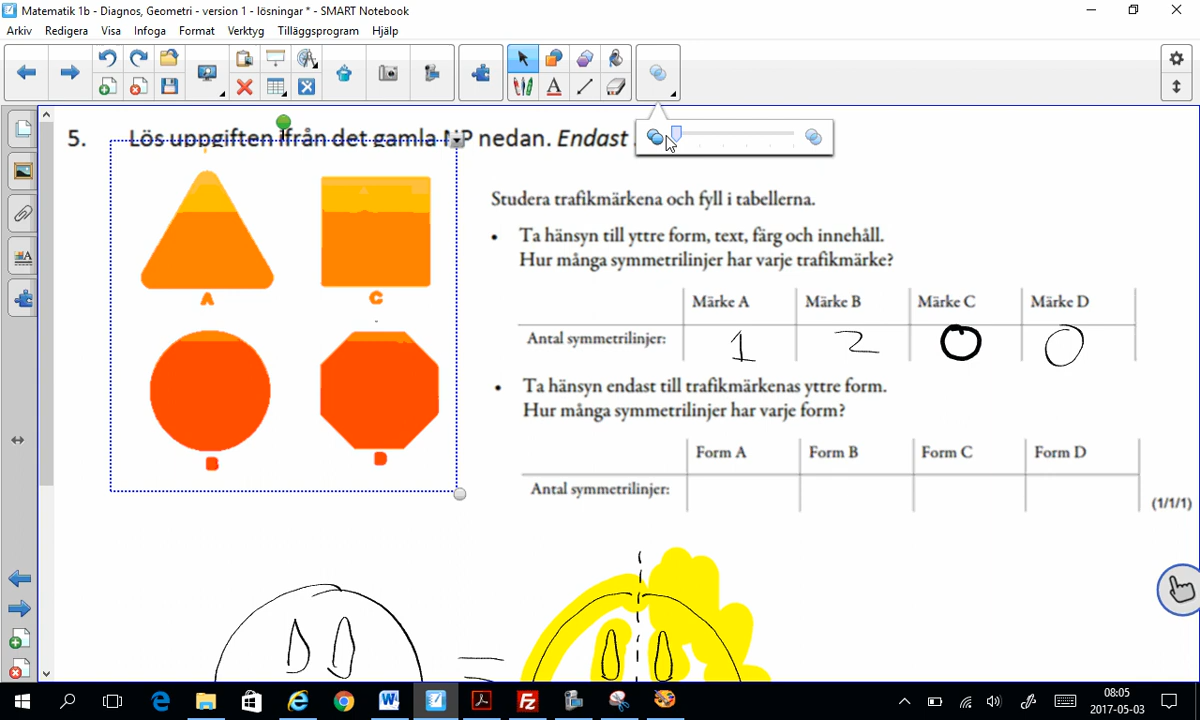 Matematik 1b - Diagnos, Geometri - version 1 - lösningar * - SMART Notebook
Arkiv Redigera Visa Infoga Format Verktyg Tilläggsprogram Hjälp
5. Lös uppgiften ifrån det gamla NP nedan. Endast
Studera trafikmärkena och fyll i tabellerna.
• Ta hänsyn till yttre form, text, färg och innehåll.
Hur många symmetrilinjer har varje trafikmärke?
A C
Märke A Märke B Märke C Märke D
Antal symmetrilinjer: 1 2 0 0
• Ta hänsyn endast till trafikmärkenas yttre form.
Hur många symmetrilinjer har varje form?
B D
Form A Form B Form C Form D
Antal symmetrilinjer:
(1/1/1)
=
08:05
2017-05-03